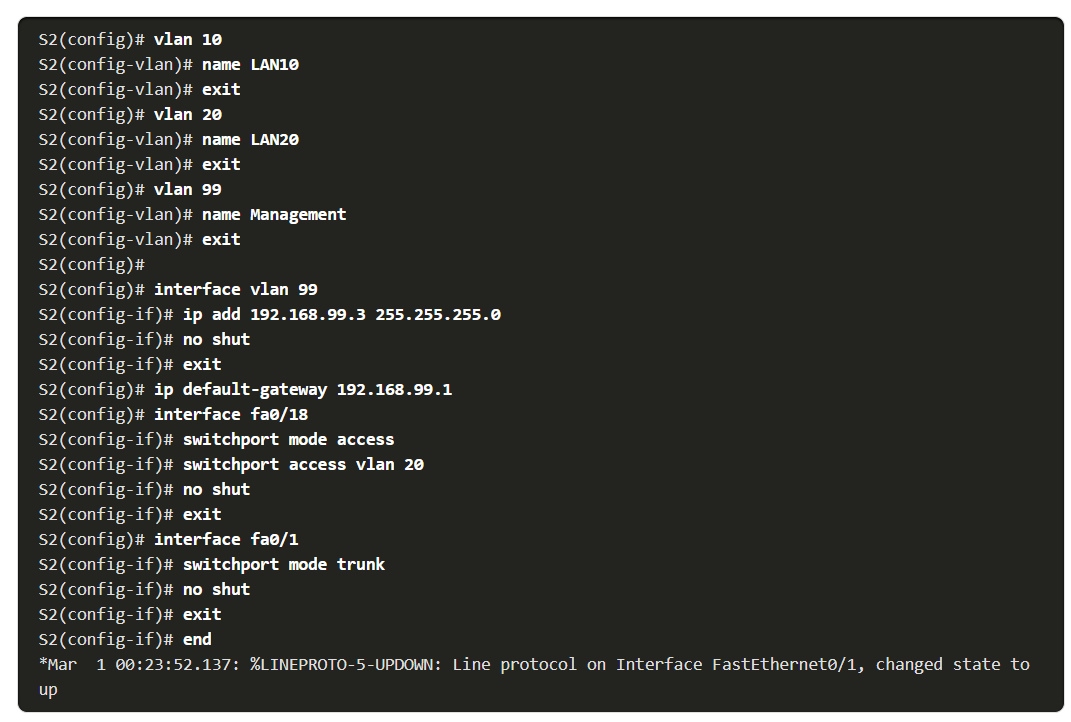 S2(config)# vlan 10
S2(config-vlan)# name LAN10
S2(config-vlan)# exit
S2(config)# vlan 20
S2(config-vlan)# name LAN20
S2(config-vlan)# exit
S2(config)# vlan 99
S2(config-vlan)# name Management
S2(config-vlan)# exit
S2(config)#
S2(config)# interface vlan 99
S2(config-if)# ip add 192.168.99.3 255.255.255.0
S2(config-if)# no shut
S2(config-if)# exit
S2(config)# ip default-gateway 192.168.99.1
S2(config)# interface fa0/18
S2(config-if)# switchport mode access
S2(config-if)# switchport access vlan 20
S2(config-if)# no shut
S2(config-if)# exit
S2(config)# interface fa0/1
S2(config-if)# switchport mode trunk
S2(config-if)# no shut
S2(config-if)# exit
S2(config-if)# end
*Mar  1 00:23:52.137: %LINEPROTO-5-UPDOWN: Line protocol on Interface FastEthernet0/1, changed state to
up